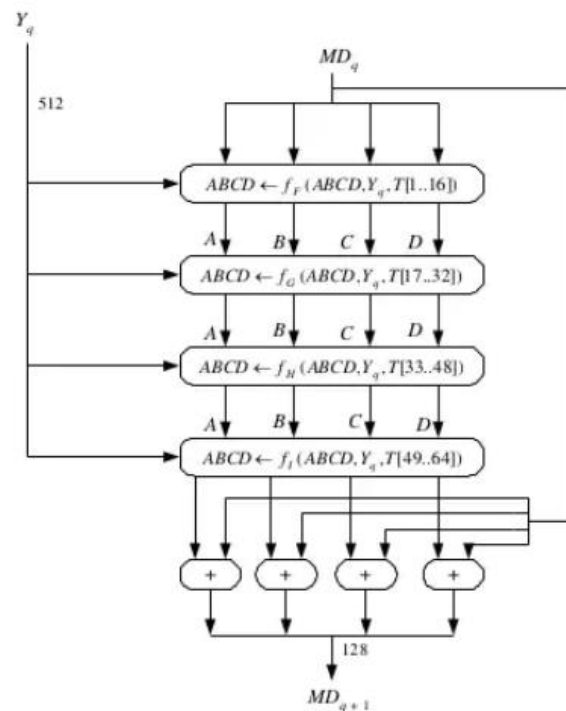 Y_q
512
MD_q
ABCD ← f_F (ABCD,Y_q,T[1..16])
A B C D
ABCD ← f_G (ABCD,Y_q,T[17..32])
A B C D
ABCD ← f_H (ABCD,Y_q,T[33..48])
A B C D
ABCD ← f_I (ABCD,Y_q,T[49..64])
+ + + +
128
MD_{q+1}